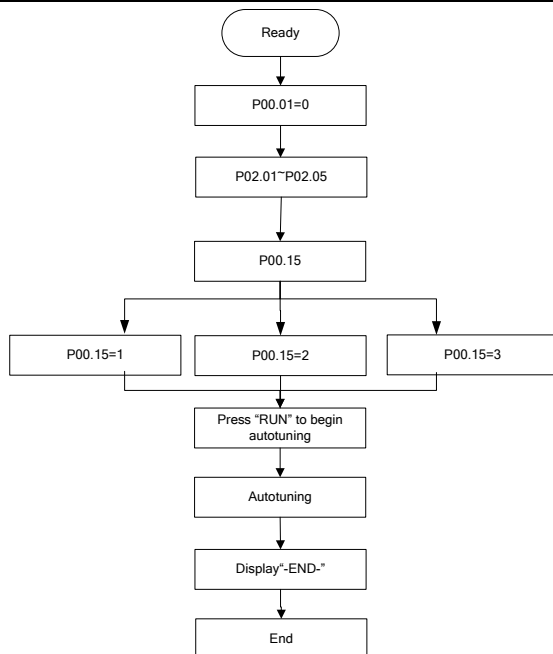 Ready
P00.01=0
P02.01~P02.05
P00.15
P00.15=1
P00.15=2
P00.15=3
Press “RUN” to begin
autotuning
Autotuning
Display“-END-”
End